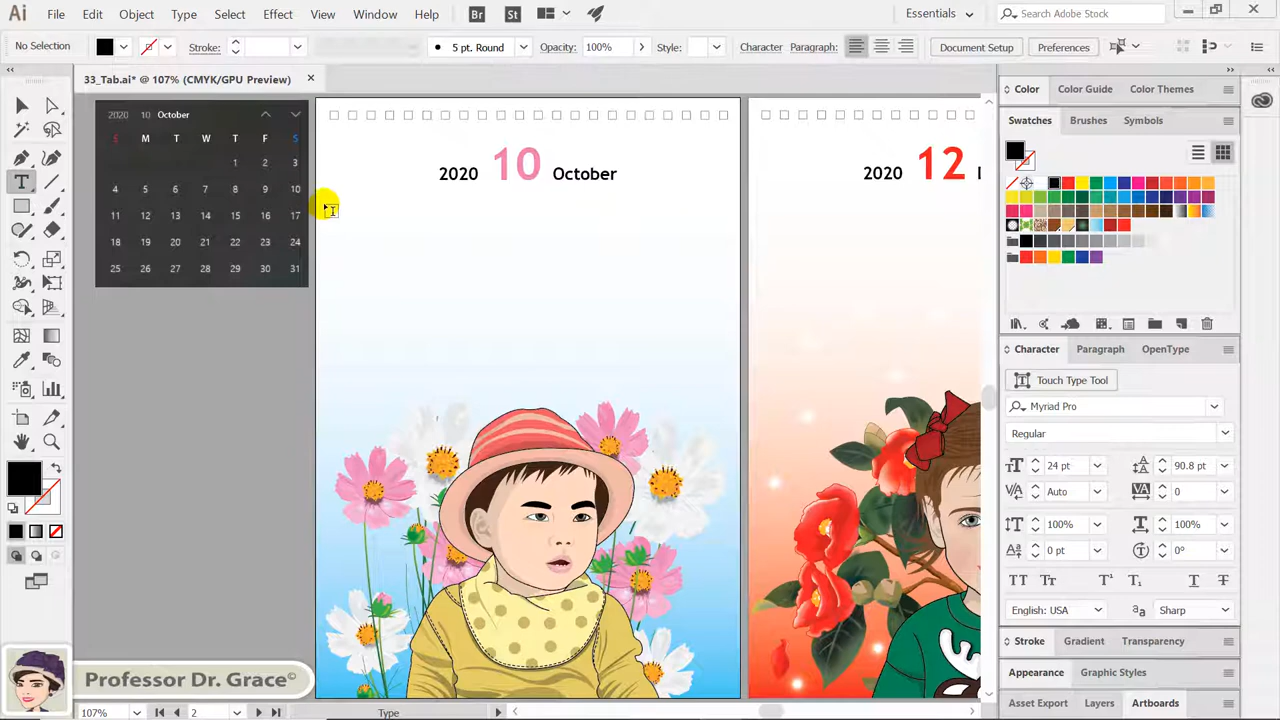 Ai File Edit Object Type Select Effect View Window Help Br St Essentials Search Adobe Stock
No Selection Stroke: 5 pt. Round Opacity: 100% Style: Character Paragraph: Document Setup Preferences
33_Tab.ai* @ 107% (CMYK/GPU Preview)
2020 10 October
S M T W T F S
1 2 3
4 5 6 7 8 9 10
11 12 13 14 15 16 17
18 19 20 21 22 23 24
25 26 27 28 29 30 31
2020 10 October
2020 12
Color Color Guide Color Themes
Swatches Brushes Symbols
Character Paragraph OpenType
Touch Type Tool
Myriad Pro
Regular
24 pt 90.8 pt
Auto 0
100% 100%
0 pt 0°
English: USA Sharp
Stroke Gradient Transparency
Appearance Graphic Styles
Asset Export Layers Artboards
Professor Dr. Grace©
107% 2 Type